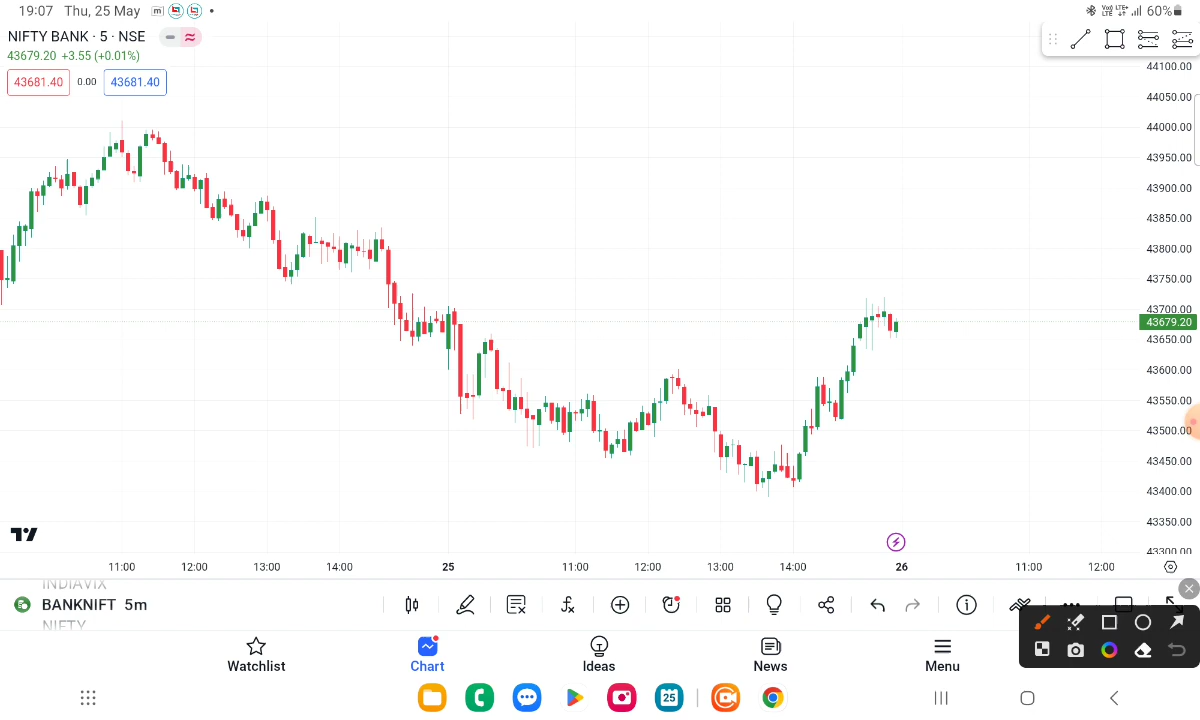 19:07 Thu, 25 May m 60%
Vo) LTE+
LTE
NIFTY BANK · 5 · NSE
43679.20 +3.55 (+0.01%)
43681.40 0.00 43681.40
44100.00
44050.00
44000.00
43950.00
43900.00
43850.00
43800.00
43750.00
43700.00
43679.20
43650.00
43600.00
43550.00
43500.00
43450.00
43400.00
43350.00
43300.00
11:00 12:00 13:00 14:00 25 11:00 12:00 13:00 14:00 26 11:00 12:00
INDIAVIX
BANKNIFT 5m
NIFTY
Watchlist Chart Ideas News Menu
25